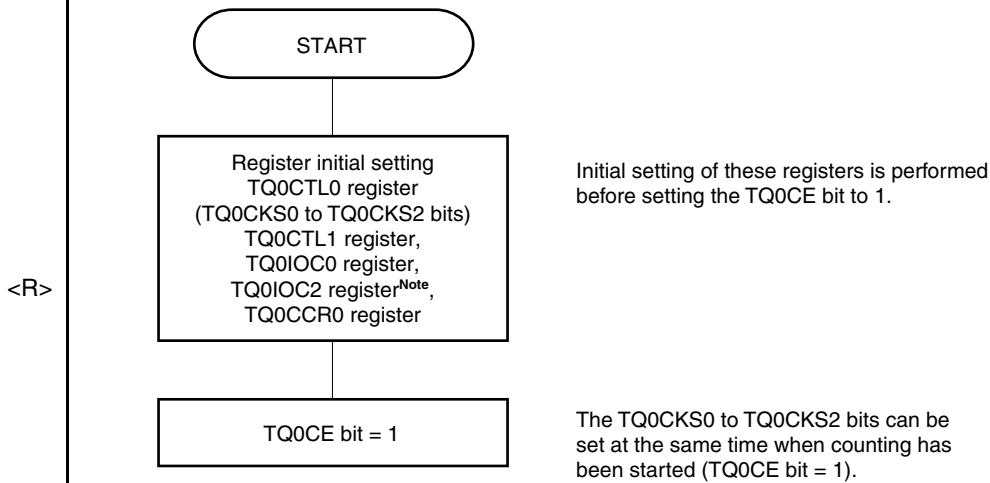 START
Register initial setting
TQ0CTL0 register
(TQ0CKS0 to TQ0CKS2 bits)
TQ0CTL1 register,
TQ0IOC0 register,
TQ0IOC2 registerNote,
TQ0CCR0 register
Initial setting of these registers is performed
before setting the TQ0CE bit to 1.
<R>
TQ0CE bit = 1
The TQ0CKS0 to TQ0CKS2 bits can be
set at the same time when counting has
been started (TQ0CE bit = 1).